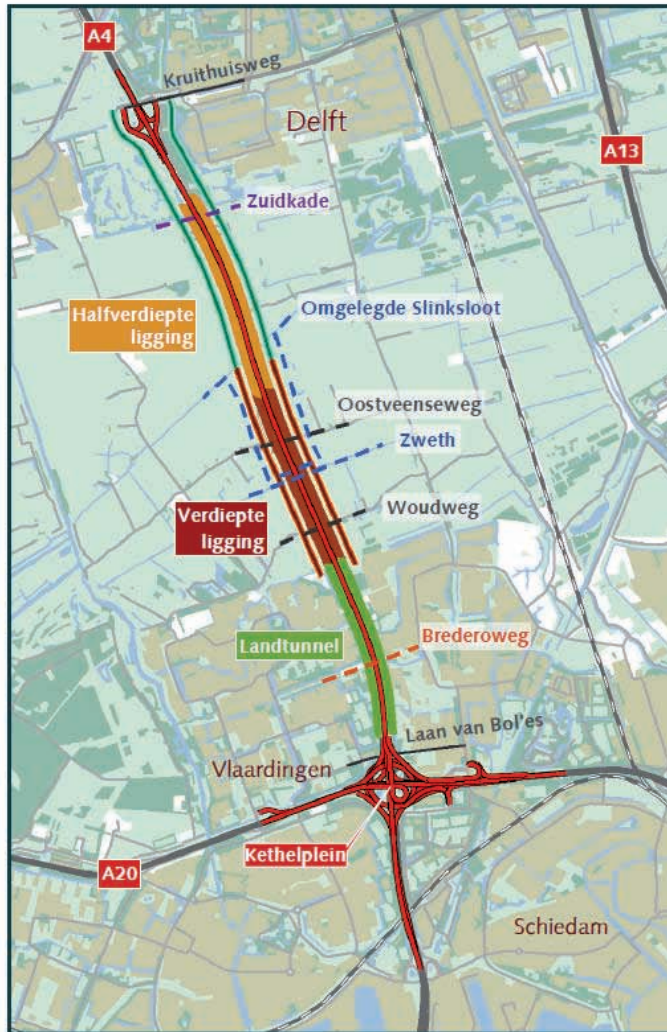 A4
Kruithuisweg
Delft
A13
Zuidkade
Halfverdiepte
ligging
Omgelegde Slinksloot
Oostveenseweg
Zweth
Verdiepte
ligging
Woudweg
Landtunnel
Brederoweg
Laan van Bol'es
Vlaardingen
Kethelplein
A20
Schiedam